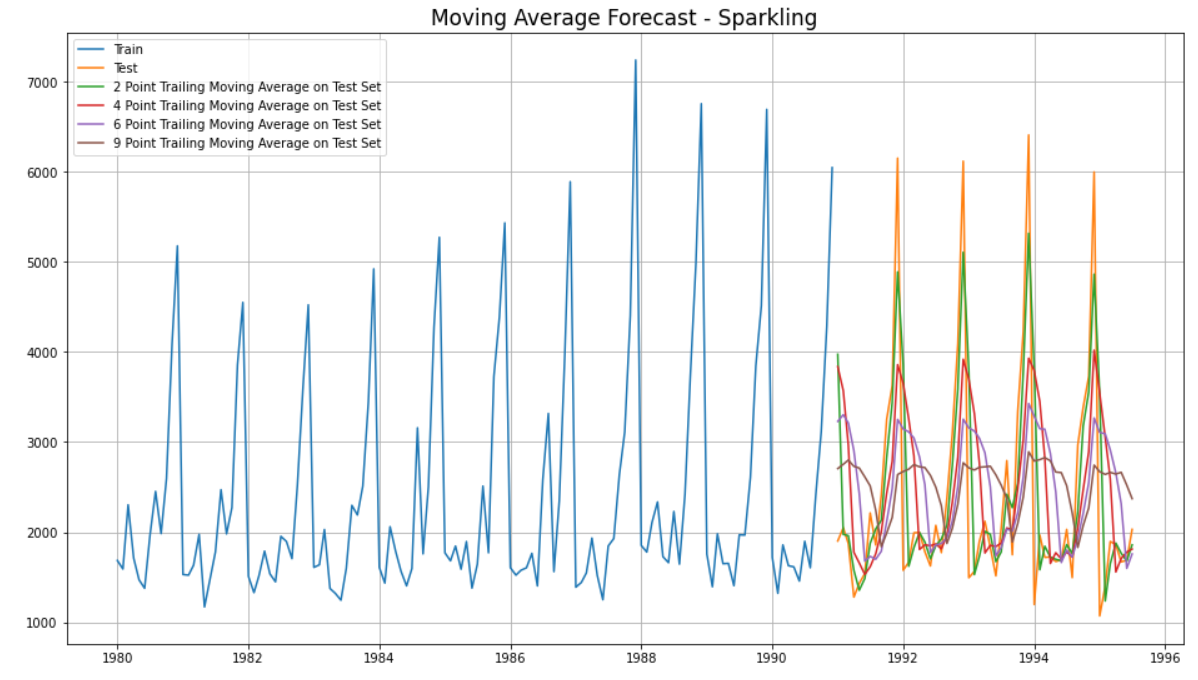 Moving Average Forecast - Sparkling
Train
Test
2 Point Trailing Moving Average on Test Set
4 Point Trailing Moving Average on Test Set
6 Point Trailing Moving Average on Test Set
9 Point Trailing Moving Average on Test Set
7000
6000
5000
4000
3000
2000
1000
1980 1982 1984 1986 1988 1990 1992 1994 1996